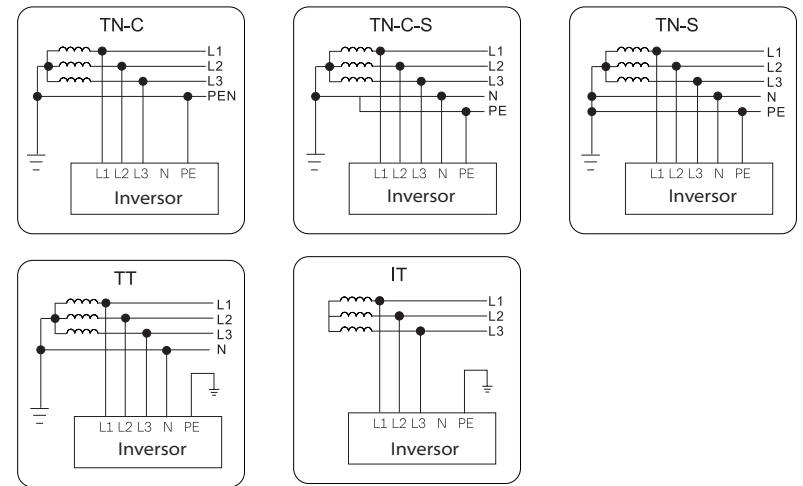 TN-C
L1
L2
L3
PEN
L1 L2 L3 N PE
Inversor
TN-C-S
L1
L2
L3
N
PE
L1 L2 L3 N PE
Inversor
TN-S
L1
L2
L3
N
PE
L1 L2 L3 N PE
Inversor
TT
L1
L2
L3
N
L1 L2 L3 N PE
Inversor
IT
L1
L2
L3
L1 L2 L3 N PE
Inversor